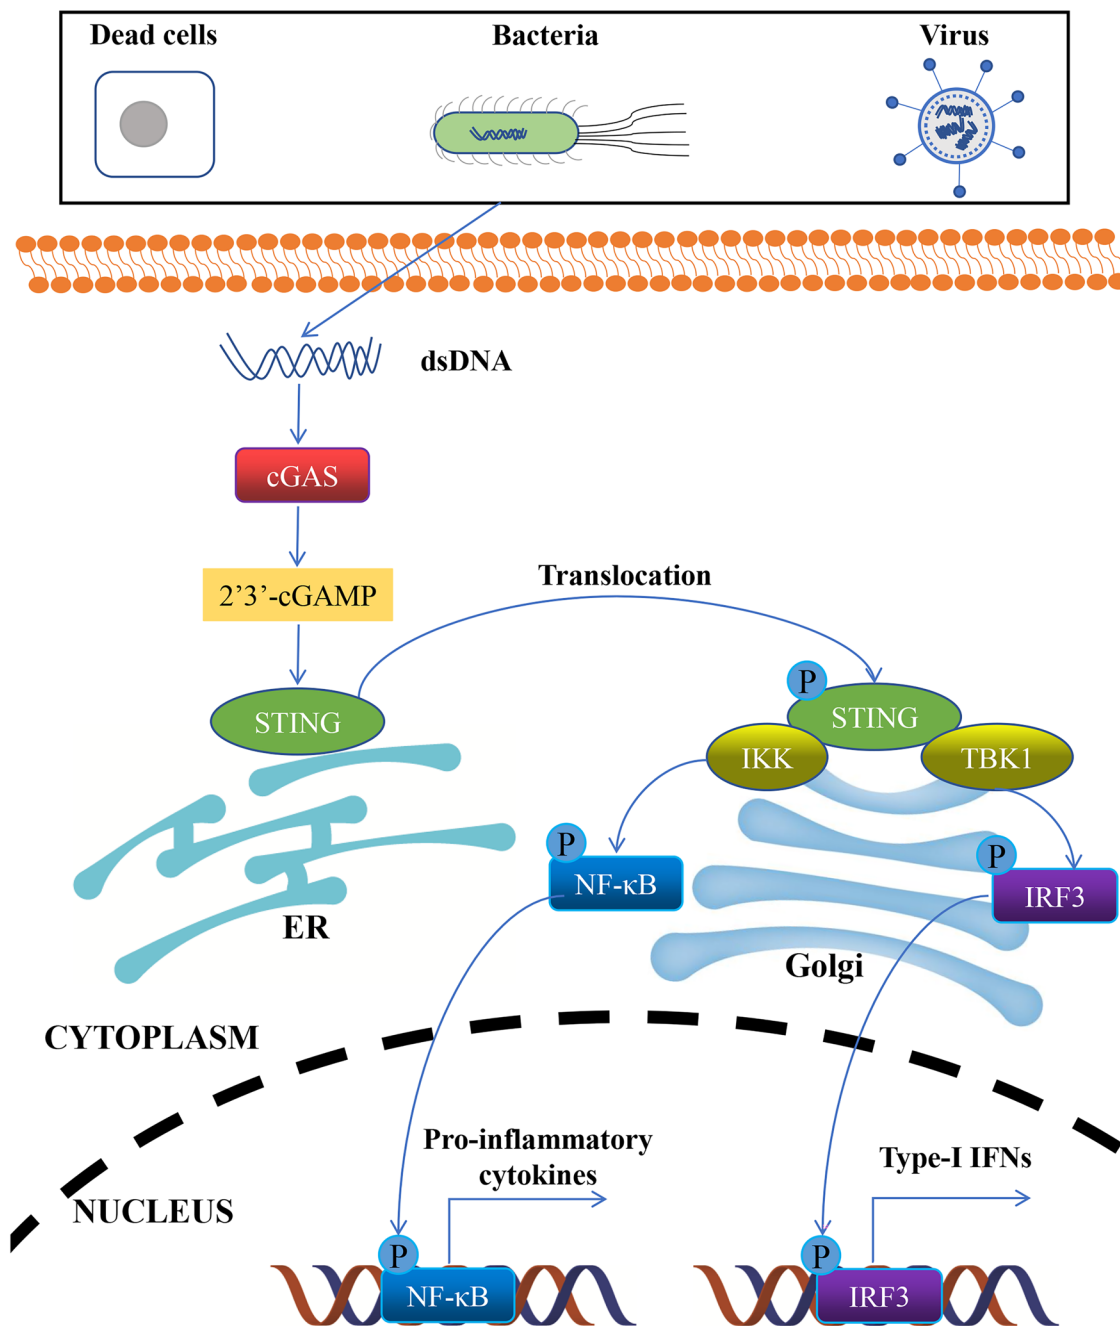 Dead cells
Bacteria
Virus
dsDNA
cGAS
2’3’-cGAMP
Translocation
STING
P
STING
IKK
TBK1
P
NF-κB
P
IRF3
ER
Golgi
CYTOPLASM
Pro-inflammatory
cytokines
Type-I IFNs
NUCLEUS
P
NF-κB
P
IRF3